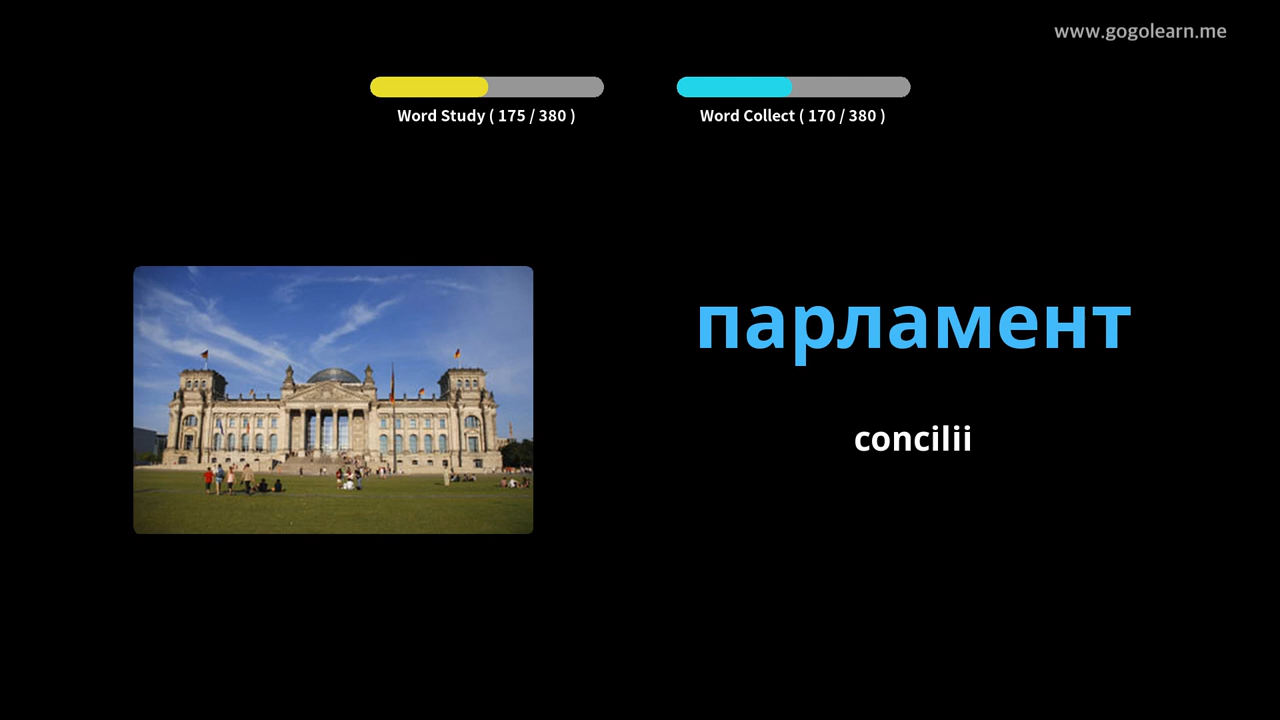 www.gogolearn.me
Word Study ( 175 / 380 )
Word Collect ( 170 / 380 )
парламент
concilii